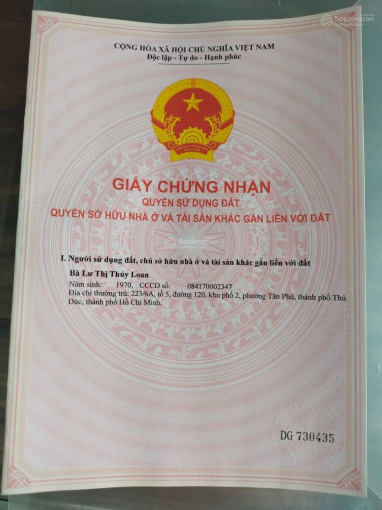 Batdongsan
CỘNG HÒA XÃ HỘI CHỦ NGHĨA VIỆT NAM
Độc lập - Tự do - Hạnh phúc
GIẤY CHỨNG NHẬN
QUYỀN SỬ DỤNG ĐẤT
QUYỀN SỞ HỮU NHÀ Ở VÀ TÀI SẢN KHÁC GẮN LIỀN VỚI ĐẤT
I. Người sử dụng đất, chủ sở hữu nhà ở và tài sản khác gắn liền với đất
Bà Lư Thị Thúy Loan
Năm sinh: 1970, CCCD số: 084170002347
Địa chỉ thường trú: 223/6A, tổ 5, đường 120, khu phố 2, phường Tân Phú, thành phố Thủ
Đức, thành phố Hồ Chí Minh.
DG 730435